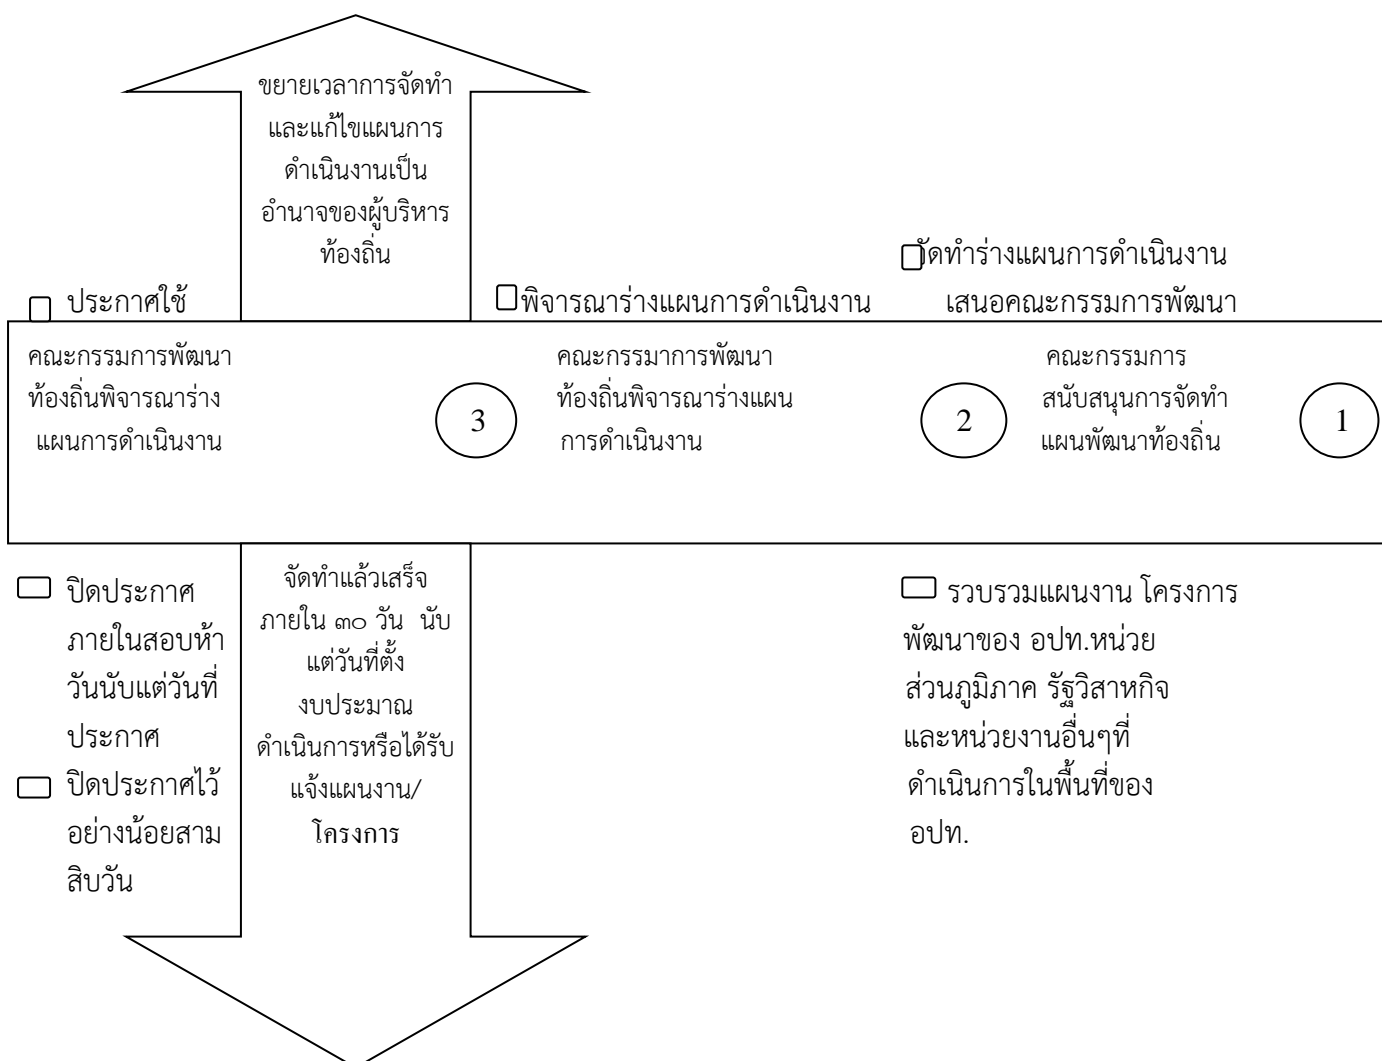 ขยายเวลาการจัดทำ
และแก้ไขแผนการ
ดำเนินงานเป็น
อำนาจของผู้บริหาร
ท้องถิ่น
ประกาศใช้
พิจารณาร่างแผนการดำเนินงาน
จัดทำร่างแผนการดำเนินงาน
เสนอคณะกรรมการพัฒนา
คณะกรรมการพัฒนา
ท้องถิ่นพิจารณาร่าง
แผนการดำเนินงาน
3
คณะกรรมาการพัฒนา
ท้องถิ่นพิจารณาร่างแผน
การดำเนินงาน
2
คณะกรรมการ
สนับสนุนการจัดทำ
แผนพัฒนาท้องถิ่น
1
ปิดประกาศ
ภายในสอบห้า
วันนับแต่วันที่
ประกาศ
ปิดประกาศไว้
อย่างน้อยสาม
สิบวัน
จัดทำแล้วเสร็จ
ภายใน ๓๐ วัน นับ
แต่วันที่ตั้ง
งบประมาณ
ดำเนินการหรือได้รับ
แจ้งแผนงาน/
โครงการ
รวบรวมแผนงาน โครงการ
พัฒนาของ อปท.หน่วย
ส่วนภูมิภาค รัฐวิสาหกิจ
และหน่วยงานอื่นๆที่
ดำเนินการในพื้นที่ของ
อปท.